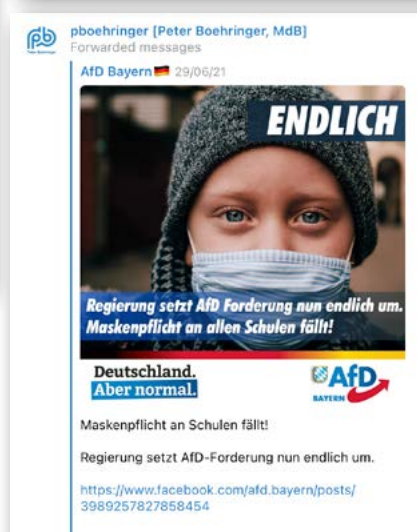 pb
pboehringer [Peter Boehringer, MdB]
Forwarded messages
AfD Bayern 29/06/21
ENDLICH
Regierung setzt AfD Forderung nun endlich um.
Maskenpflicht an allen Schulen fällt!
Deutschland.
Aber normal.
AfD
BAYERN
Maskenpflicht an Schulen fällt!
Regierung setzt AfD-Forderung nun endlich um.
https://www.facebook.com/afd.bayern/posts/
3989257827858454